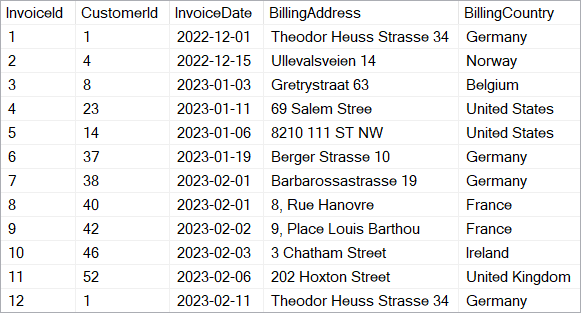 InvoiceId CustomerId InvoiceDate BillingAddress BillingCountry
1 1 2022-12-01 Theodor Heuss Strasse 34 Germany
2 4 2022-12-15 Ullevalsveien 14 Norway
3 8 2023-01-03 Gretrystraat 63 Belgium
4 23 2023-01-11 69 Salem Stree United States
5 14 2023-01-06 8210 111 ST NW United States
6 37 2023-01-19 Berger Strasse 10 Germany
7 38 2023-02-01 Barbarossastrasse 19 Germany
8 40 2023-02-01 8, Rue Hanovre France
9 42 2023-02-02 9, Place Louis Barthou France
10 46 2023-02-03 3 Chatham Street Ireland
11 52 2023-02-06 202 Hoxton Street United Kingdom
12 1 2023-02-11 Theodor Heuss Strasse 34 Germany